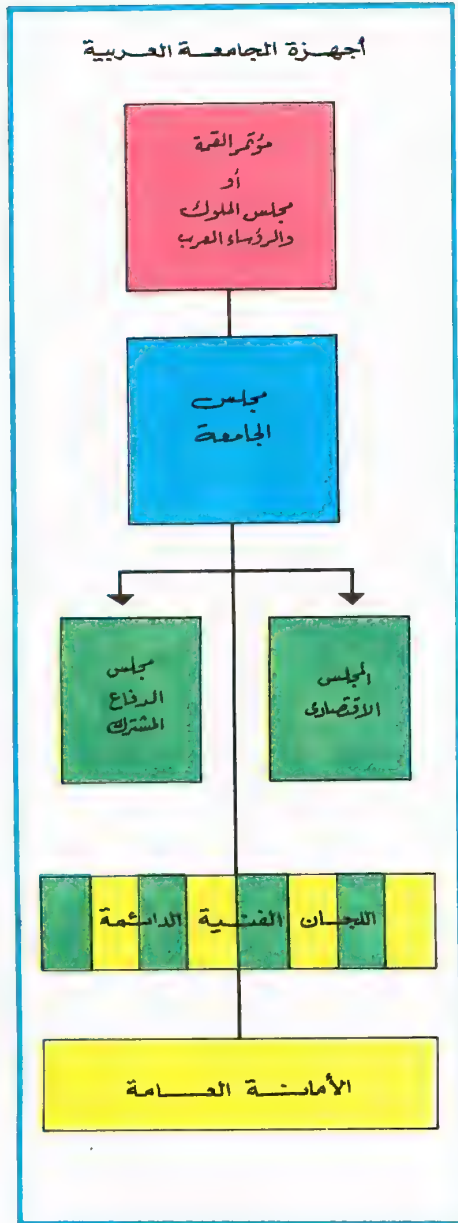 أجهزة الجامعة العربية
مؤتمر القمة
أو
مجلس الملوك
والرؤساء العرب
مجلس
الجامعة
المجلس
الاقتصادى
مجلس
الدفاع
المشترك
اللجان الفنية الدائمة
الأمانة العامة